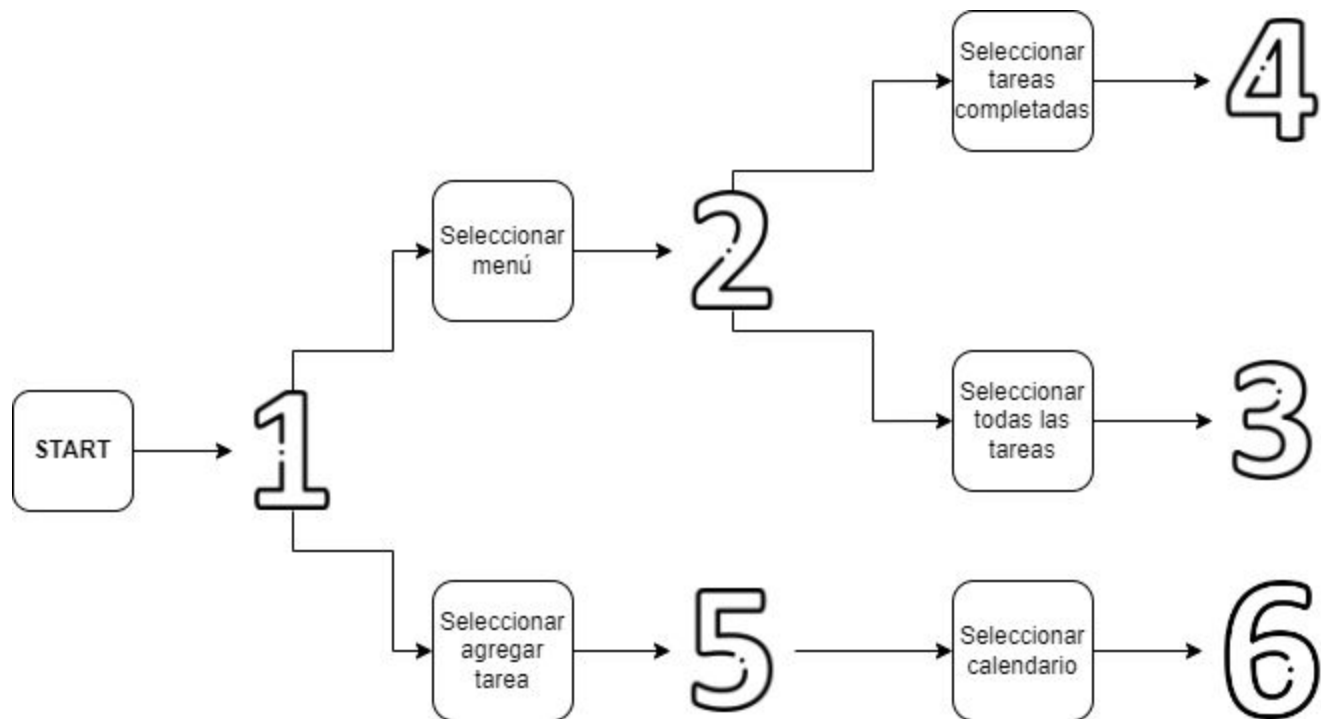 Seleccionar
tareas
completadas
4
Seleccionar
menú
2
START
1
Seleccionar
todas las
tareas
3
Seleccionar
agregar
tarea
5
Seleccionar
calendario
6